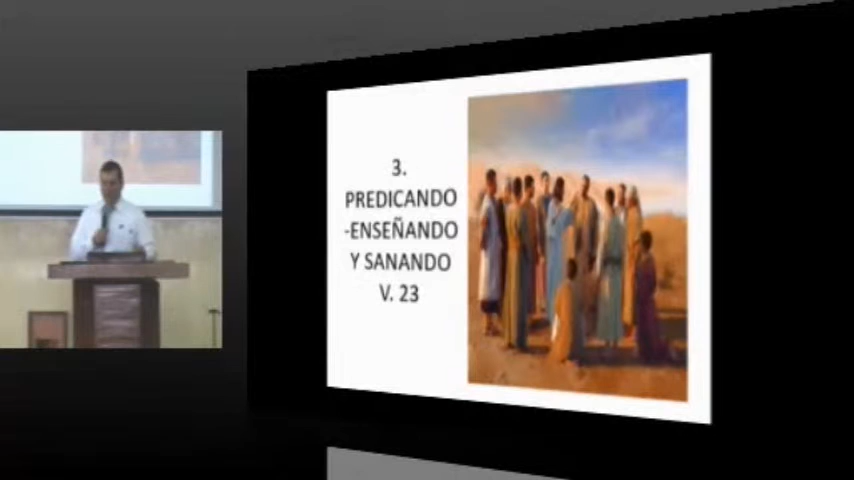 3.
PREDICANDO
-ENSEÑANDO
Y SANANDO
V. 23